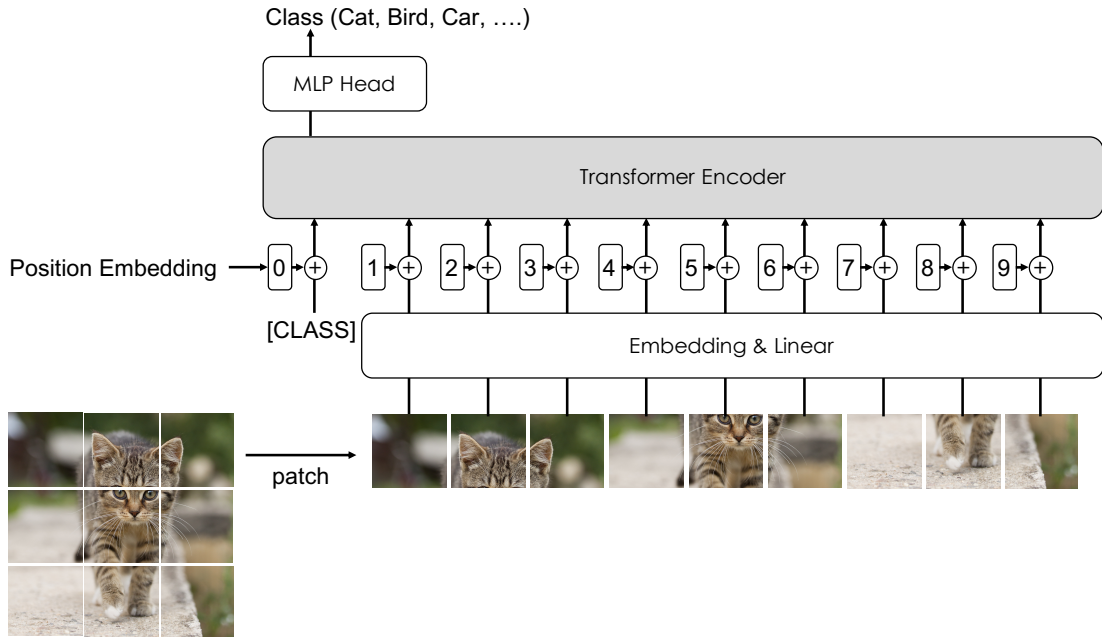 Class (Cat, Bird, Car, ....)
MLP Head
Transformer Encoder
Position Embedding
0 1 2 3 4 5 6 7 8 9
[CLASS]
Embedding & Linear
patch